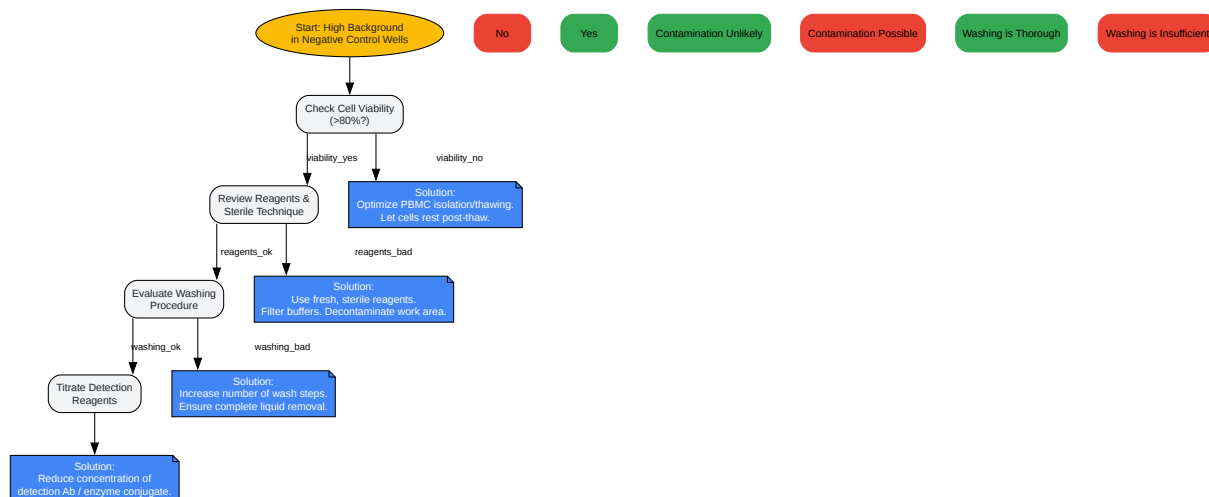 Start: High Background
in Negative Control Wells
No
Yes
Contamination Unlikely
Contamination Possible
Washing is Thorough
Washing is Insufficient
Check Cell Viability
(>80%?)
viability_yes
viability_no
Review Reagents &
Sterile Technique
Solution:
Optimize PBMC isolation/thawing.
Let cells rest post-thaw.
reagents_ok
reagents_bad
Evaluate Washing
Procedure
Solution:
Use fresh, sterile reagents.
Filter buffers. Decontaminate work area.
washing_ok
washing_bad
Titrate Detection
Reagents
Solution:
Increase number of wash steps.
Ensure complete liquid removal.
Solution:
Reduce concentration of
detection Ab / enzyme conjugate.